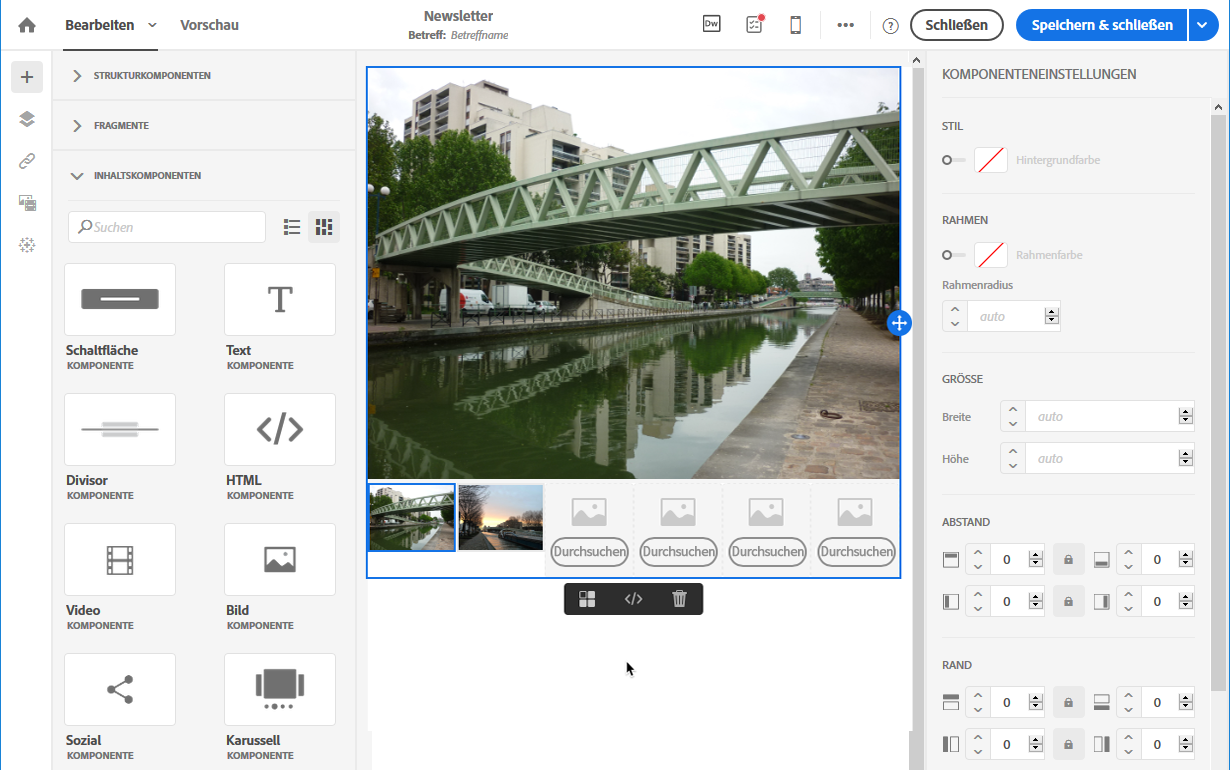 Bearbeiten
Vorschau
Newsletter
Betreff: Betreffname
Dw
?
Schließen
Speichern & schließen
STRUKTURKOMPONENTEN
FRAGMENTE
INHALTSKOMPONENTEN
Suchen
Schaltfläche
KOMPONENTE
T
Text
KOMPONENTE
Divisor
KOMPONENTE
</>
HTML
KOMPONENTE
Video
KOMPONENTE
Bild
KOMPONENTE
Sozial
KOMPONENTE
Karussell
KOMPONENTE
Durchsuchen
Durchsuchen
Durchsuchen
Durchsuchen
</>
KOMPONENTENEINSTELLUNGEN
STIL
Hintergrundfarbe
RAHMEN
Rahmenfarbe
Rahmenradius
auto
GRÖSSE
Breite
auto
Höhe
auto
ABSTAND
0
0
0
0
RAND
0
0
0
0